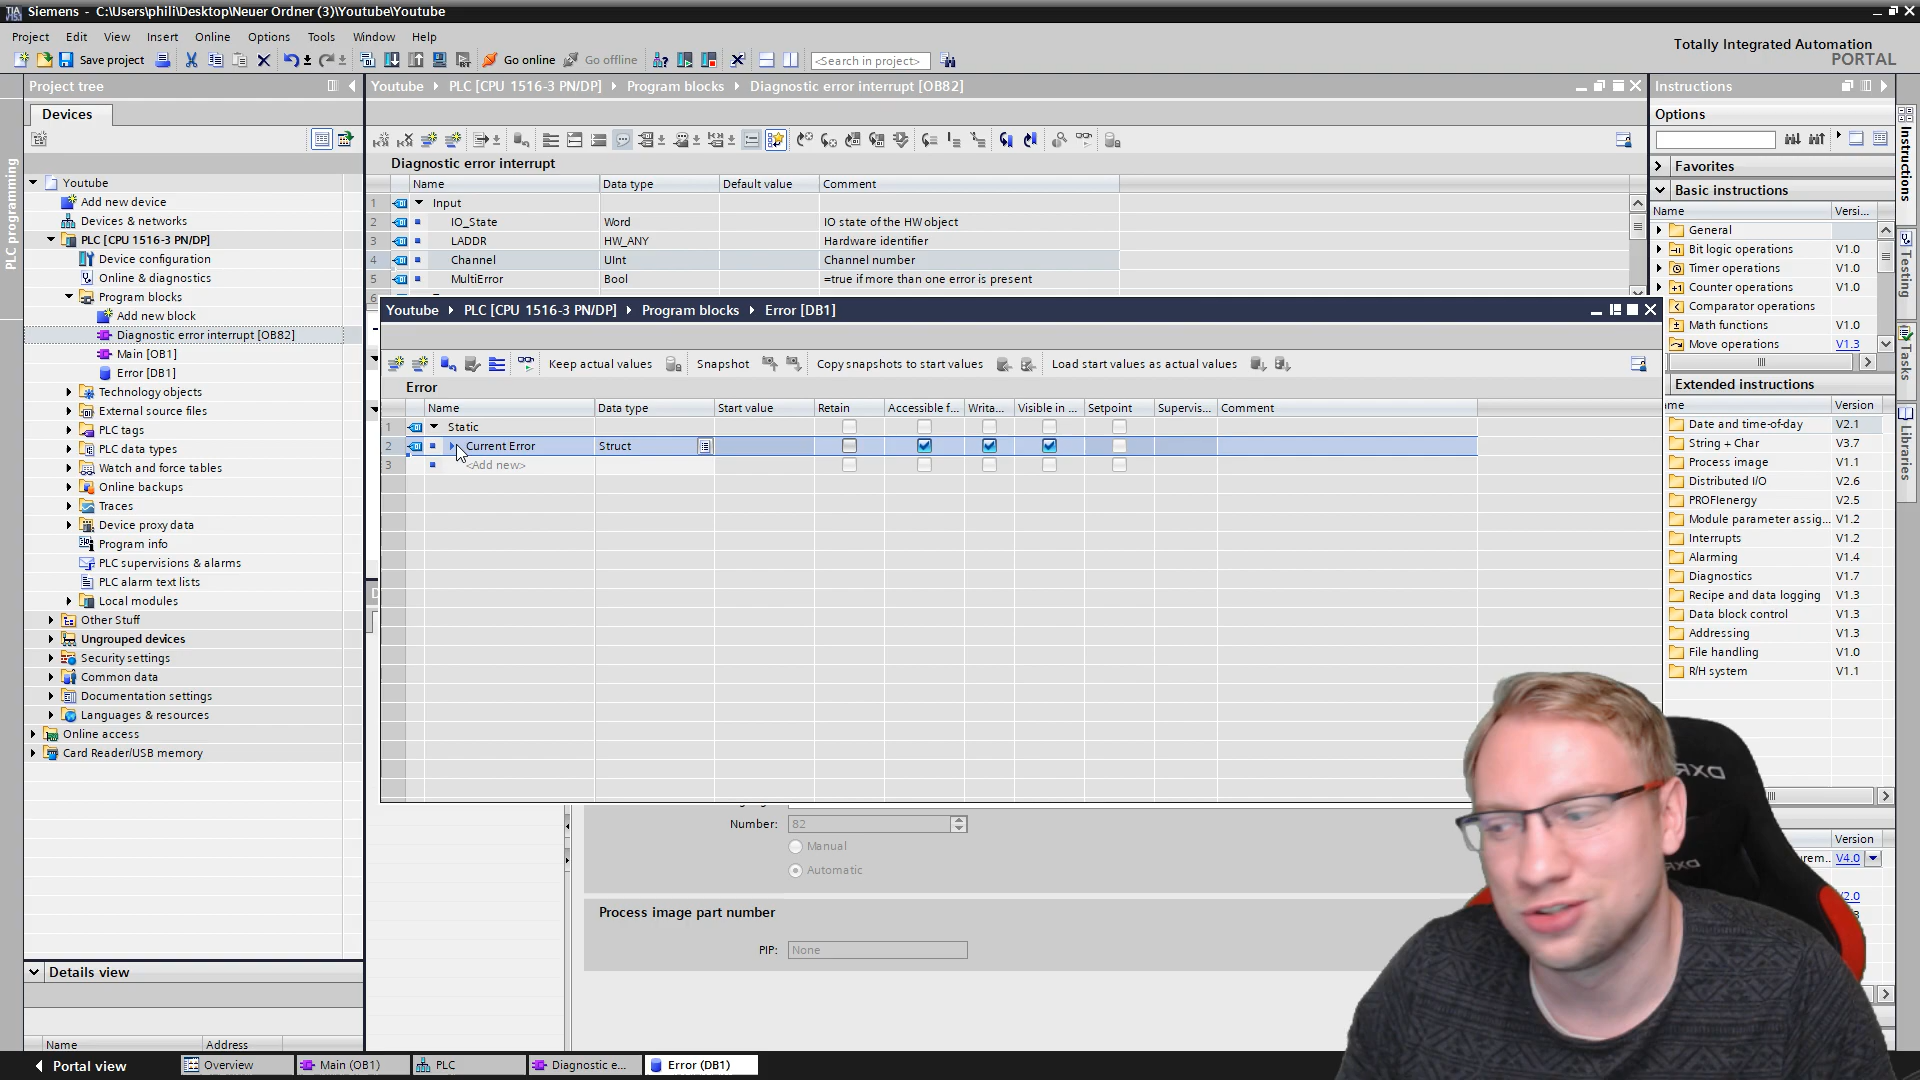 Siemens - C:\Users\phili\Desktop\Neuer Ordner (3)\Youtube\Youtube
Project Edit View Insert Online Options Tools Window Help
Totally Integrated Automation
PORTAL
Save project
Go online
Go offline
<Search in project>
Project tree
Youtube PLC [CPU 1516-3 PN/DP] Program blocks Diagnostic error interrupt [OB82]
Instructions
Devices
PLC programming
Youtube
Add new device
Devices & networks
PLC [CPU 1516-3 PN/DP]
Device configuration
Online & diagnostics
Program blocks
Add new block
Diagnostic error interrupt [OB82]
Main [OB1]
Error [DB1]
Technology objects
External source files
PLC tags
PLC data types
Watch and force tables
Online backups
Traces
Device proxy data
Program info
PLC supervisions & alarms
PLC alarm text lists
Local modules
Other Stuff
Ungrouped devices
Security settings
Common data
Documentation settings
Languages & resources
Online access
Card Reader/USB memory
Details view
Name Address
Diagnostic error interrupt
Name Data type Default value Comment
1 Input
2 IO_State Word IO state of the HW object
3 LADDR HW_ANY Hardware identifier
4 Channel UInt Channel number
5 MultiError Bool =true if more than one error is present
6
Youtube PLC [CPU 1516-3 PN/DP] Program blocks Error [DB1]
Keep actual values Snapshot Copy snapshots to start values Load start values as actual values
Error
Name Data type Start value Retain Accessible f... Writa... Visible in ... Setpoint Supervis... Comment
1 Static
2 Current Error Struct
3 <Add new>
Number: 82
Manual
Automatic
Process image part number
PIP: None
Options
Favorites
Basic instructions
Name Versi...
General
Bit logic operations V1.0
Timer operations V1.0
Counter operations V1.0
Comparator operations
Math functions V1.0
Move operations V1.3
Extended instructions
me Version
Date and time-of-day V2.1
String + Char V3.7
Process image V1.1
Distributed I/O V2.6
PROFIenergy V2.5
Module parameter assig... V1.2
Interrupts V1.2
Alarming V1.4
Diagnostics V1.7
Recipe and data logging V1.3
Data block control V1.3
Addressing V1.3
File handling V1.0
R/H system V1.1
Version
V4.0
Instructions
Testing
Tasks
Libraries
Portal view
Overview
Main (OB1)
PLC
Diagnostic e...
Error (DB1)